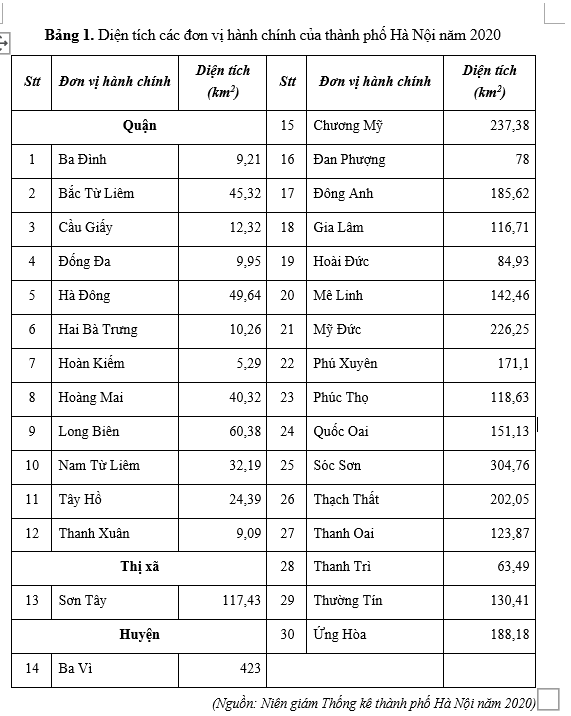 Bảng 1. Diện tích các đơn vị hành chính của thành phố Hà Nội năm 2020
Stt Đơn vị hành chính Diện tích (km²) Stt Đơn vị hành chính Diện tích (km²)
Quận 15 Chương Mỹ 237,38
1 Ba Đình 9,21 16 Đan Phượng 78
2 Bắc Từ Liêm 45,32 17 Đông Anh 185,62
3 Cầu Giấy 12,32 18 Gia Lâm 116,71
4 Đống Đa 9,95 19 Hoài Đức 84,93
5 Hà Đông 49,64 20 Mê Linh 142,46
6 Hai Bà Trưng 10,26 21 Mỹ Đức 226,25
7 Hoàn Kiếm 5,29 22 Phú Xuyên 171,1
8 Hoàng Mai 40,32 23 Phúc Thọ 118,63
9 Long Biên 60,38 24 Quốc Oai 151,13
10 Nam Từ Liêm 32,19 25 Sóc Sơn 304,76
11 Tây Hồ 24,39 26 Thạch Thất 202,05
12 Thanh Xuân 9,09 27 Thanh Oai 123,87
Thị xã 28 Thanh Trì 63,49
13 Sơn Tây 117,43 29 Thường Tín 130,41
Huyện 30 Ứng Hòa 188,18
14 Ba Vì 423
(Nguồn: Niên giám Thống kê thành phố Hà Nội năm 2020)